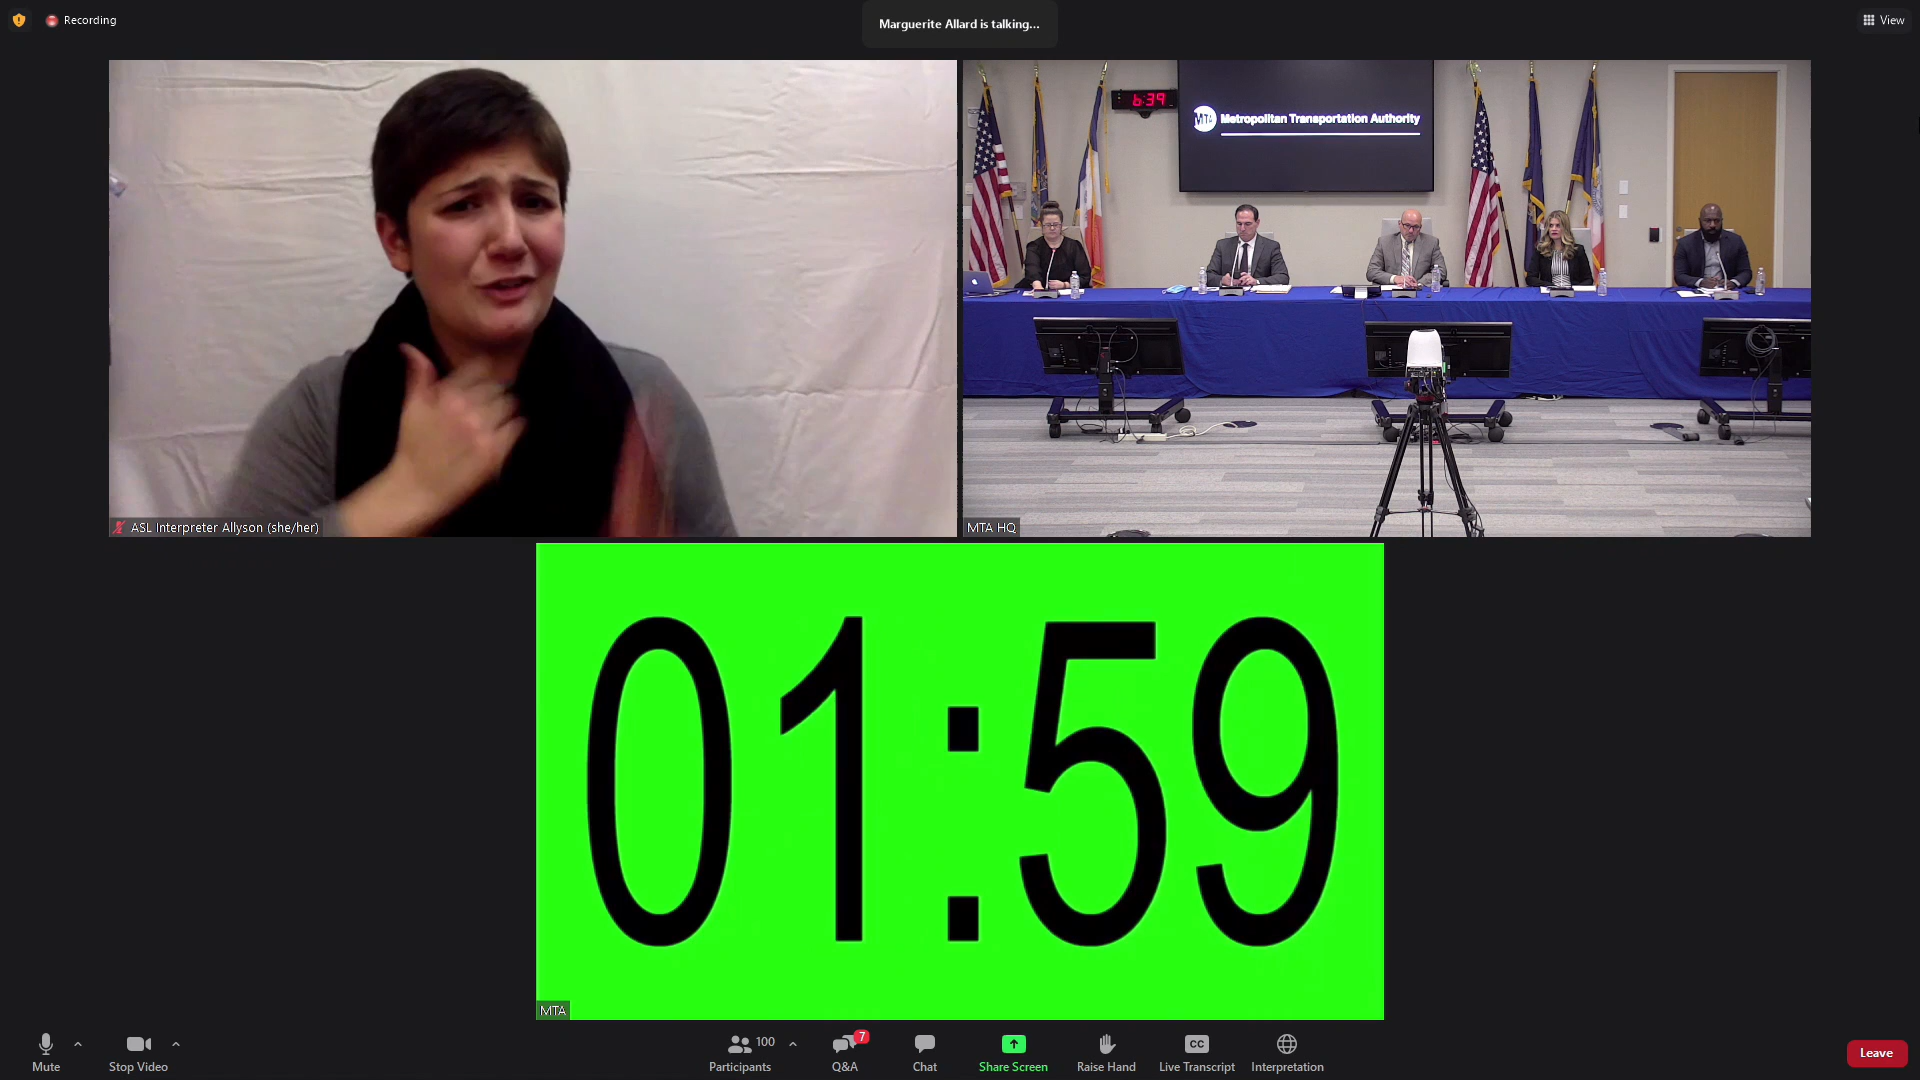 Recording
Marguerite Allard is talking...
View
6:39
MTA Metropolitan Transportation Authority
ASL Interpreter Allyson (she/her)
MTA HQ
01:59
MTA
Mute
Stop Video
100
Participants
7
Q&A
Chat
Share Screen
Raise Hand
CC
Live Transcript
Interpretation
Leave